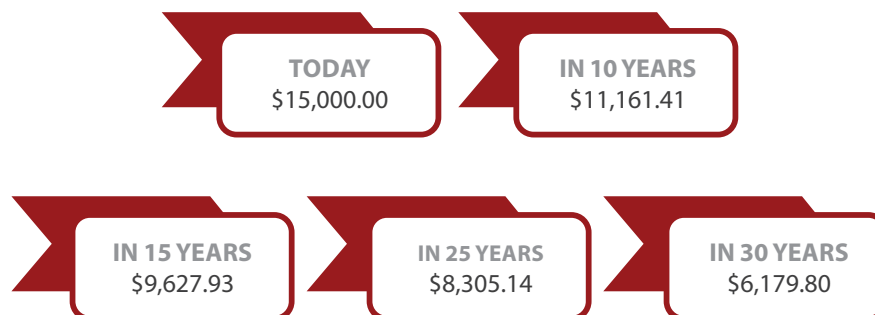 TODAY
$15,000.00
IN 10 YEARS
$11,161.41
IN 15 YEARS
$9,627.93
IN 25 YEARS
$8,305.14
IN 30 YEARS
$6,179.80